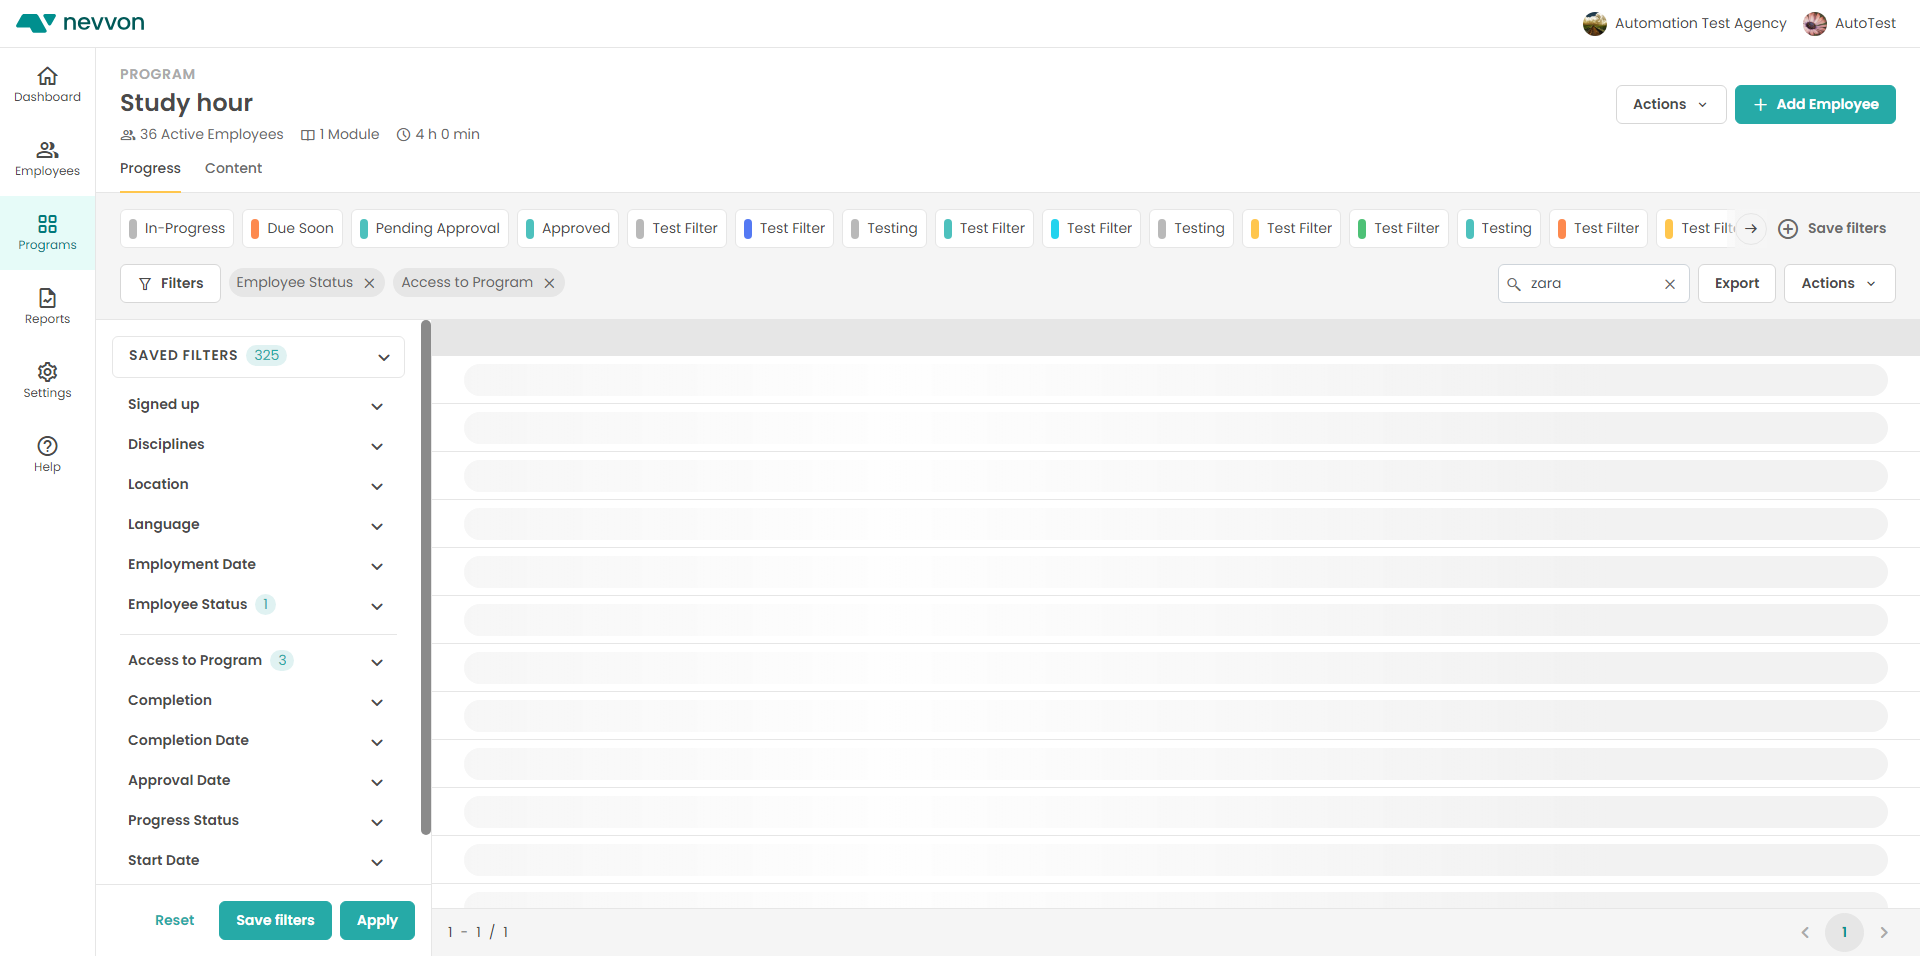 nevvon
Automation Test Agency
AutoTest
Dashboard
Employees
Programs
Reports
Settings
Help
PROGRAM
Study hour
36 Active Employees
1 Module
4 h 0 min
Actions
Add Employee
Progress
Content
In-Progress
Due Soon
Pending Approval
Approved
Test Filter
Test Filter
Testing
Test Filter
Test Filter
Testing
Test Filter
Test Filter
Testing
Test Filter
Test Filt
Save filters
Filters
Employee Status
Access to Program
zara
Export
Actions
SAVED FILTERS 325
Signed up
Disciplines
Location
Language
Employment Date
Employee Status 1
Access to Program 3
Completion
Completion Date
Approval Date
Progress Status
Start Date
Reset
Save filters
Apply
1 - 1 / 1
1